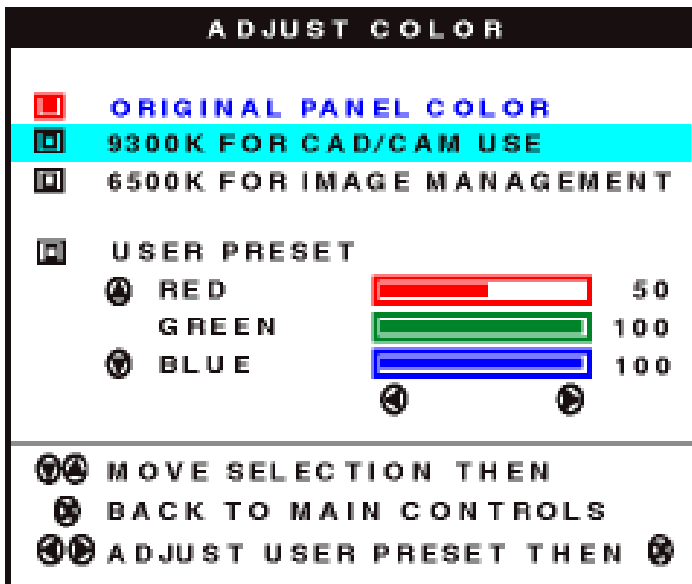 ADJUST COLOR
ORIGINAL PANEL COLOR
9300K FOR CAD/CAM USE
6500K FOR IMAGE MANAGEMENT
USER PRESET
RED 50
GREEN 100
BLUE 100
MOVE SELECTION THEN
BACK TO MAIN CONTROLS
ADJUST USER PRESET THEN